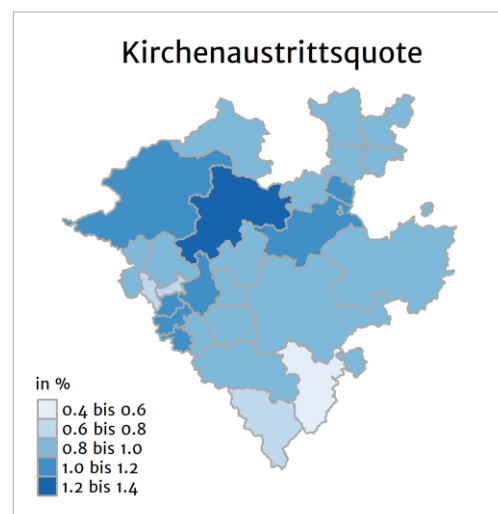 Kirchenaustrittsquote
in %
0.4 bis 0.6
0.6 bis 0.8
0.8 bis 1.0
1.0 bis 1.2
1.2 bis 1.4